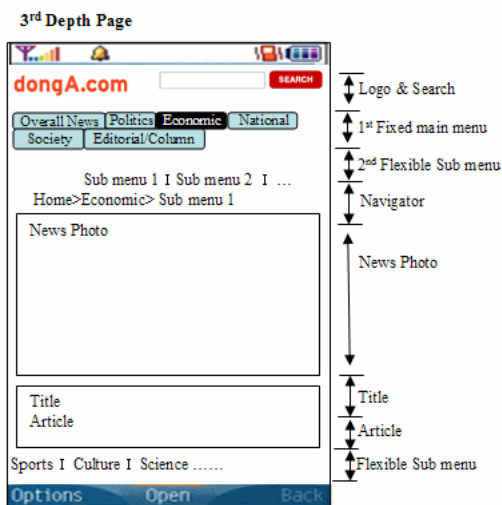 3rd Depth Page
dongA.com SEARCH
Logo & Search
Overall News Politics Economic National
1st Fixed main menu
Society Editorial/Column
2nd Flexible Sub menu
Sub menu 1 I Sub menu 2 I ...
Home>Economic> Sub menu 1
Navigator
News Photo
News Photo
Title
Title
Article
Article
Sports I Culture I Science ......
Flexible Sub menu
Options Open Back